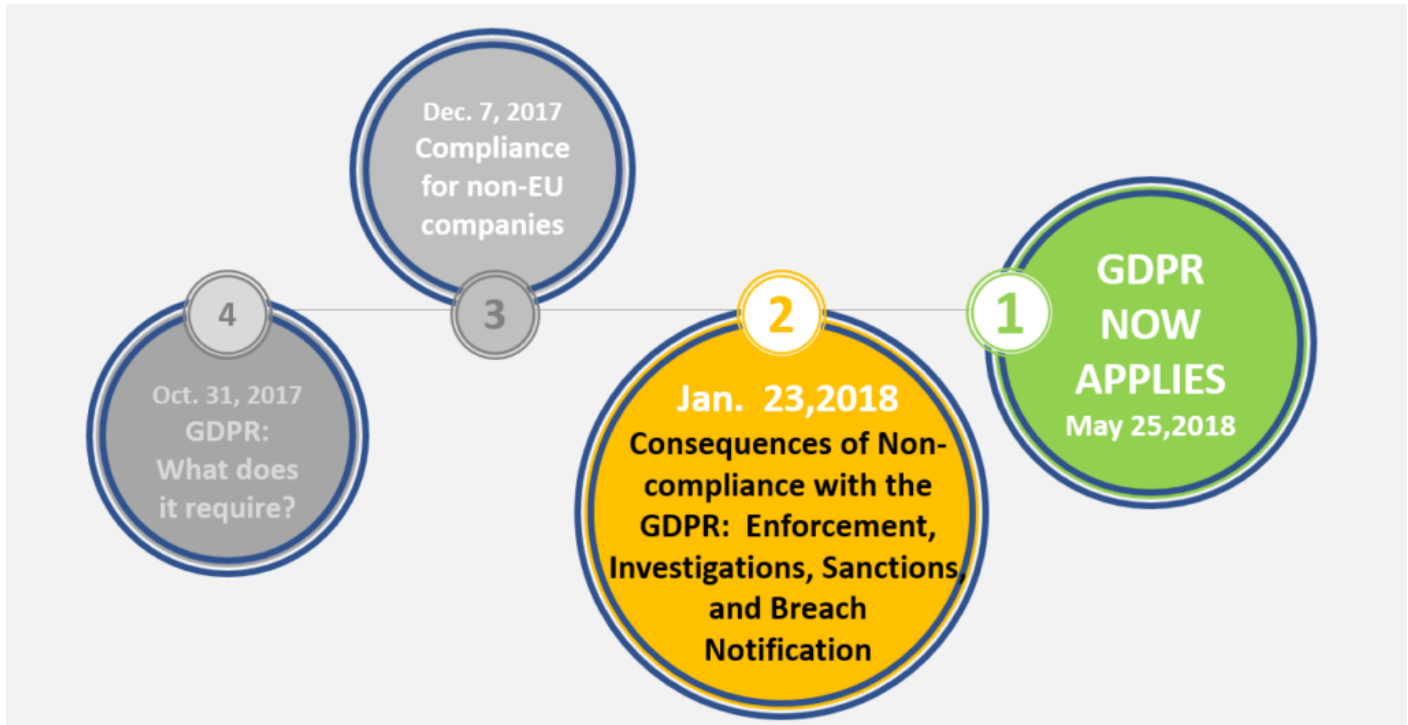 4
Oct. 31, 2017
GDPR:
What does
it require?
Dec. 7, 2017
Compliance
for non-EU
companies
3
2
Jan.  23,2018
Consequences of Non-
compliance with the
GDPR:  Enforcement,
Investigations, Sanctions,
and Breach
Notification
1
GDPR
NOW
APPLIES
May 25,2018